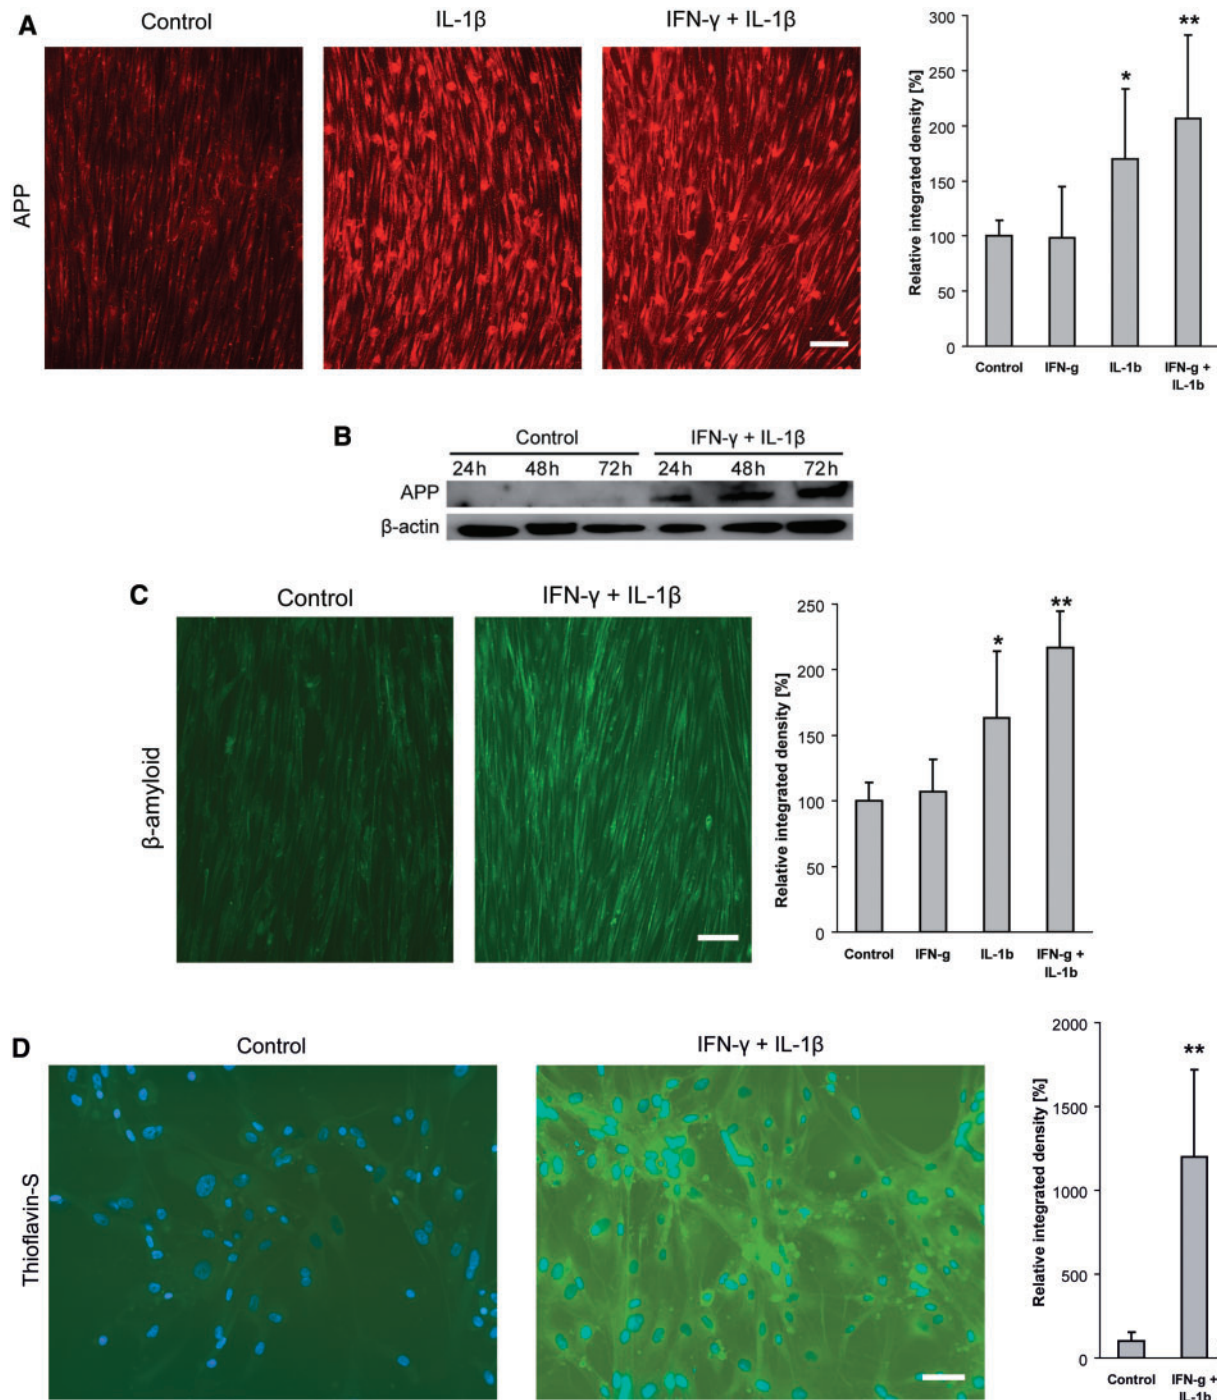 A
Control
IL-1β
IFN-γ + IL-1β
APP
Relative integrated density [%]
300
250
200
150
100
50
0
*
**
Control
IFN-g
IL-1b
IFN-g +
IL-1b
B
Control
IFN-γ + IL-1β
24h 48h 72h 24h 48h 72h
APP
β-actin
C
Control
IFN-γ + IL-1β
β-amyloid
Relative integrated density [%]
250
200
150
100
50
0
*
**
Control
IFN-g
IL-1b
IFN-g +
IL-1b
D
Control
IFN-γ + IL-1β
Thioflavin-S
Relative integrated density [%]
2000
1500
1000
500
0
**
Control
IFN-g +
IL-1b